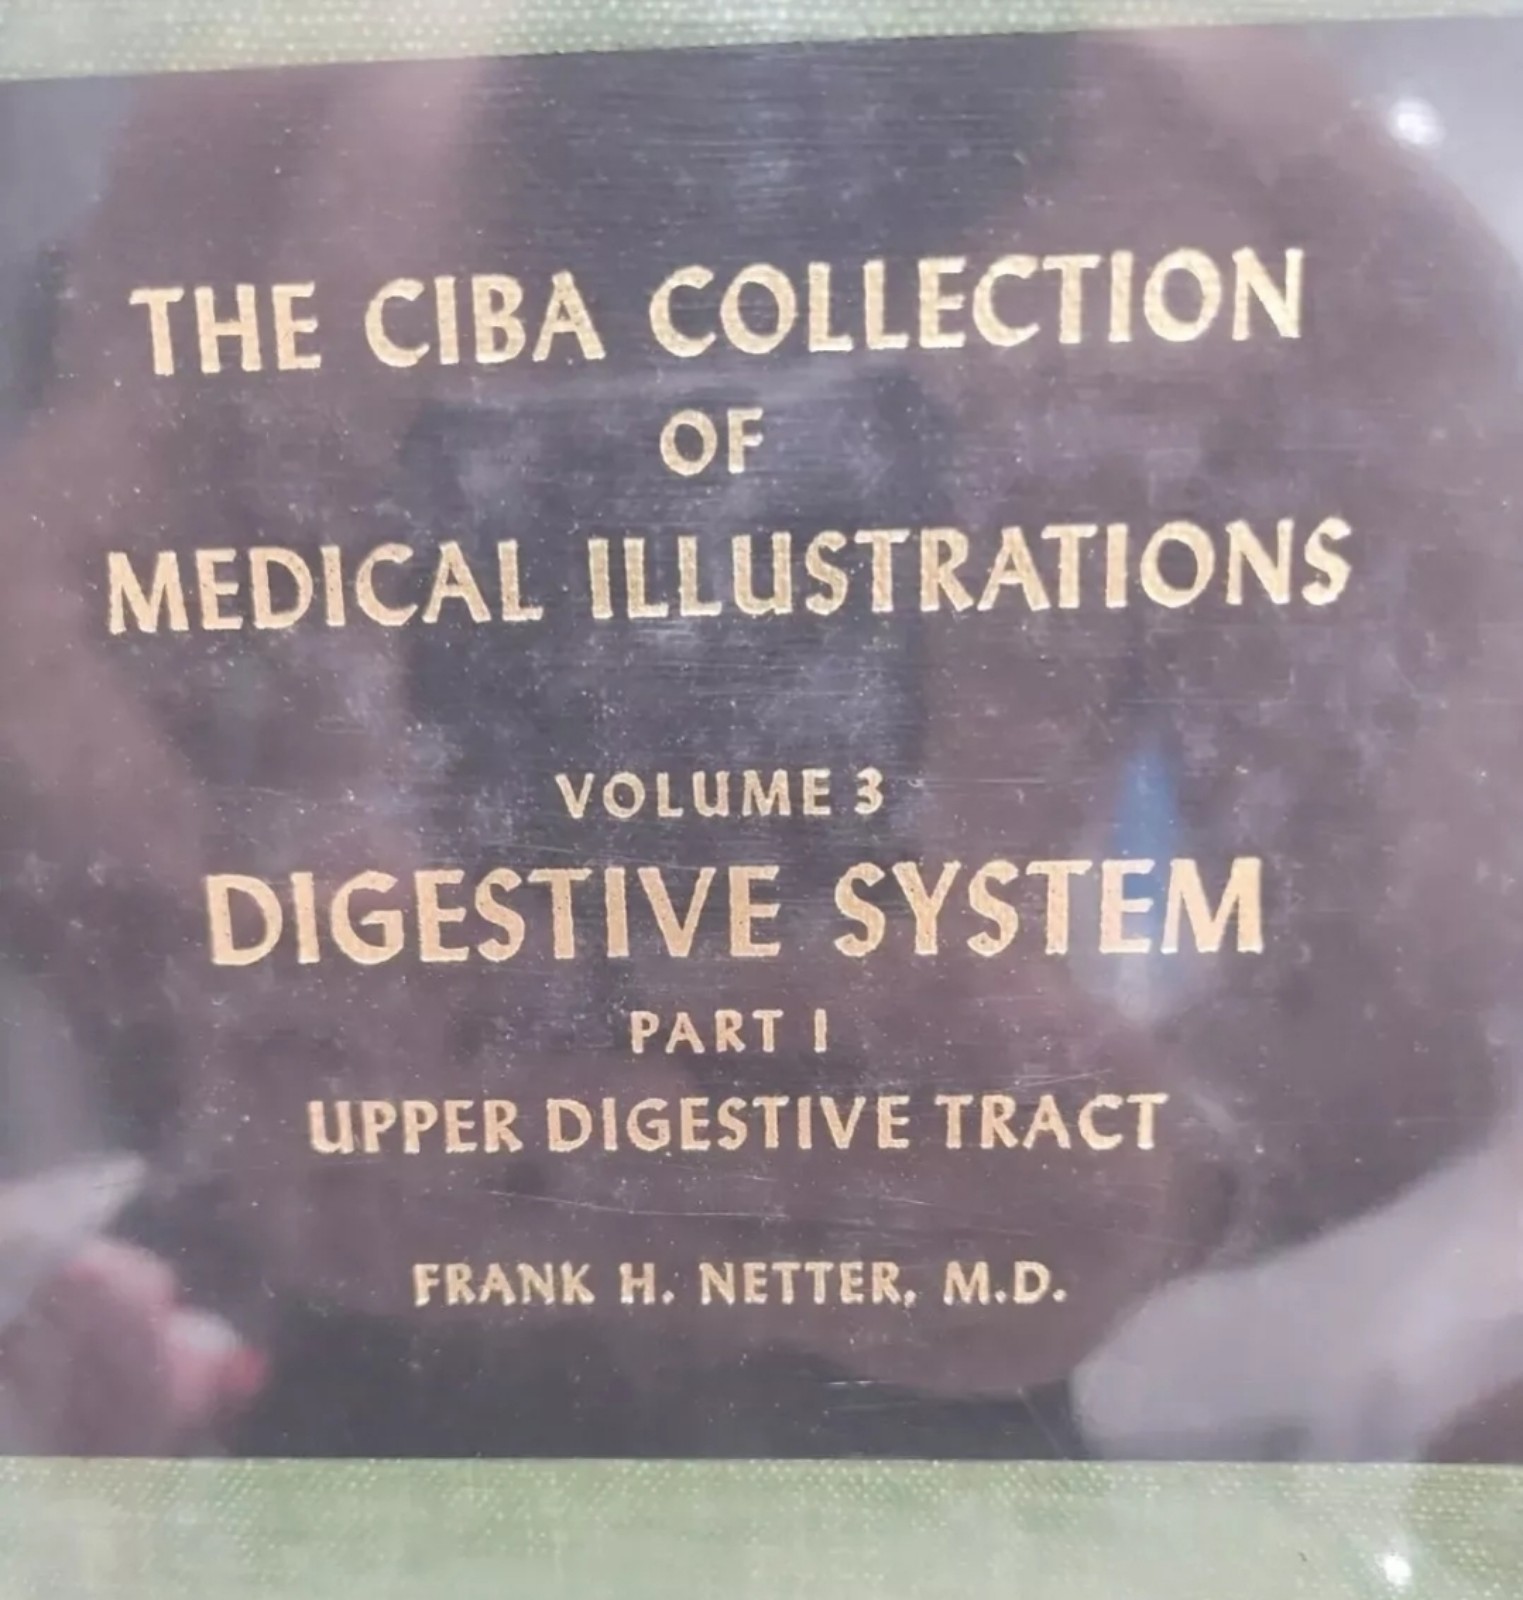 THE CIBA COLLECTION
OF
MEDICAL ILLUSTRATIONS
VOLUME 3
DIGESTIVE SYSTEM
PART I
UPPER DIGESTIVE TRACT
FRANK H. NETTER, M.D.